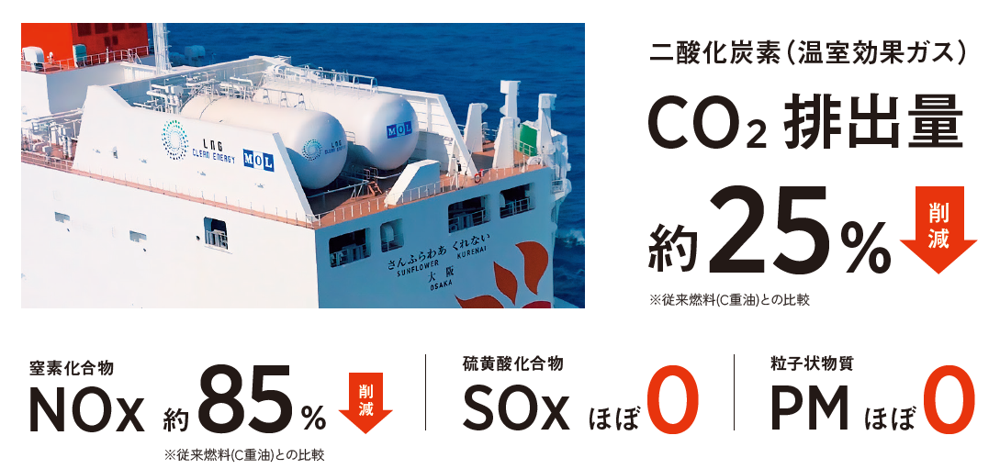 LNG
CLEAN ENERGY
MOL
LNG
CLEAN ENERGY
MOL
さんふらわあ くれない
SUNFLOWER KURENAI
大阪
OSAKA
二酸化炭素(温室効果ガス)
CO2 排出量
約25%
削減
※従来燃料(C重油)との比較
窒素化合物
NOx 約85%
削減
※従来燃料(C重油)との比較
硫黄酸化合物
SOx ほぼ0
粒子状物質
PM ほぼ0